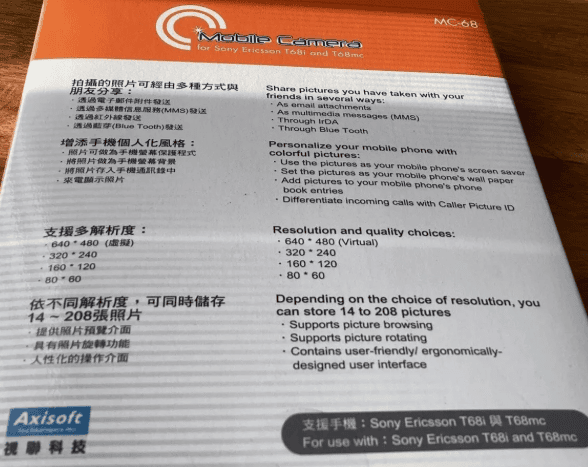 MC-68
Mobile Camera
for Sony Ericsson T68i and T68mc
拍攝的照片可經由多種方式與
朋友分享：
· 透過電子郵件附件發送
· 透過多媒體信息服務(MMS)發送
· 透過紅外線發送
· 透過藍芽(Blue Tooth)發送
增添手機個人化風格：
· 照片可做為手機螢幕保護程式
· 將照片做為手機螢幕背景
· 將照片存入手機通訊錄中
· 來電顯示照片
支援多解析度：
· 640 * 480 (虛擬)
· 320 * 240
· 160 * 120
· 80 * 60
依不同解析度，可同時儲存
14 ~ 208張照片
· 提供照片預覽介面
· 具有照片旋轉功能
· 人性化的操作介面
Share pictures you have taken with your
friends in several ways:
· As email attachments
· As multimedia messages (MMS)
· Through IrDA
· Through Blue Tooth
Personalize your mobile phone with
colorful pictures:
· Use the pictures as your mobile phone's screen saver
· Set the pictures as your mobile phone's wall paper
· Add pictures to your mobile phone's phone
book entries
· Differentiate incoming calls with Caller Picture ID
Resolution and quality choices:
· 640 * 480 (Virtual)
· 320 * 240
· 160 * 120
· 80 * 60
Depending on the choice of resolution, you
can store 14 to 208 pictures
· Supports picture browsing
· Supports picture rotating
· Contains user-friendly/ ergonomically-
designed user interface
Axisoft
視聯科技
支援手機：Sony Ericsson T68i 與 T68mc
For use with：Sony Ericsson T68i and T68mc